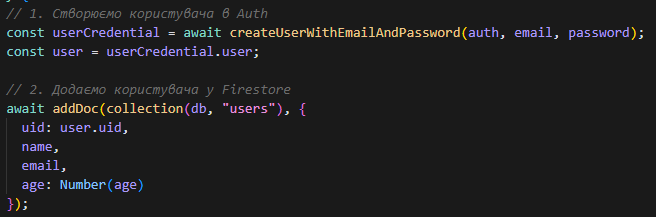 // 1. Створюємо користувача в Auth
const userCredential = await createUserWithEmailAndPassword(auth, email, password);
const user = userCredential.user;
// 2. Додаємо користувача у Firestore
await addDoc(collection(db, "users"), {
uid: user.uid,
name,
email,
age: Number(age)
});